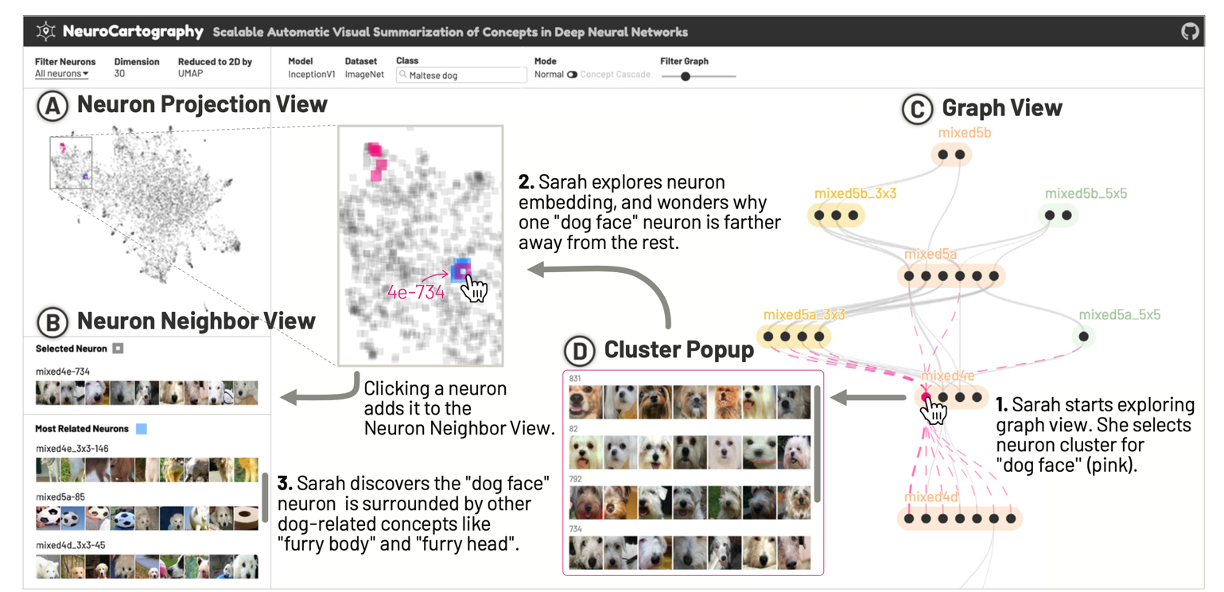 NeuroCartography Scalable Automatic Visual Summarization of Concepts in Deep Neural Networks
Filter Neurons
All neurons
Dimension
30
Reduced to 2D by
UMAP
Model
InceptionV1
Dataset
ImageNet
Class
Maltese dog
Mode
Normal Concept Cascade
Filter Graph
A Neuron Projection View
4e-734
2. Sarah explores neuron
embedding, and wonders why
one "dog face" neuron is farther
away from the rest.
C Graph View
mixed5b
mixed5b_3x3
mixed5b_5x5
mixed5a
mixed5a_3x3
mixed5a_5x5
mixed4e
mixed4d
1. Sarah starts exploring
graph view. She selects
neuron cluster for
"dog face" (pink).
D Cluster Popup
831
82
792
734
Clicking a neuron
adds it to the
Neuron Neighbor View.
B Neuron Neighbor View
Selected Neuron
mixed4e-734
Most Related Neurons
mixed4e_3x3-146
mixed5a-85
mixed4d_3x3-45
3. Sarah discovers the "dog face"
neuron is surrounded by other
dog-related concepts like
"furry body" and "furry head".